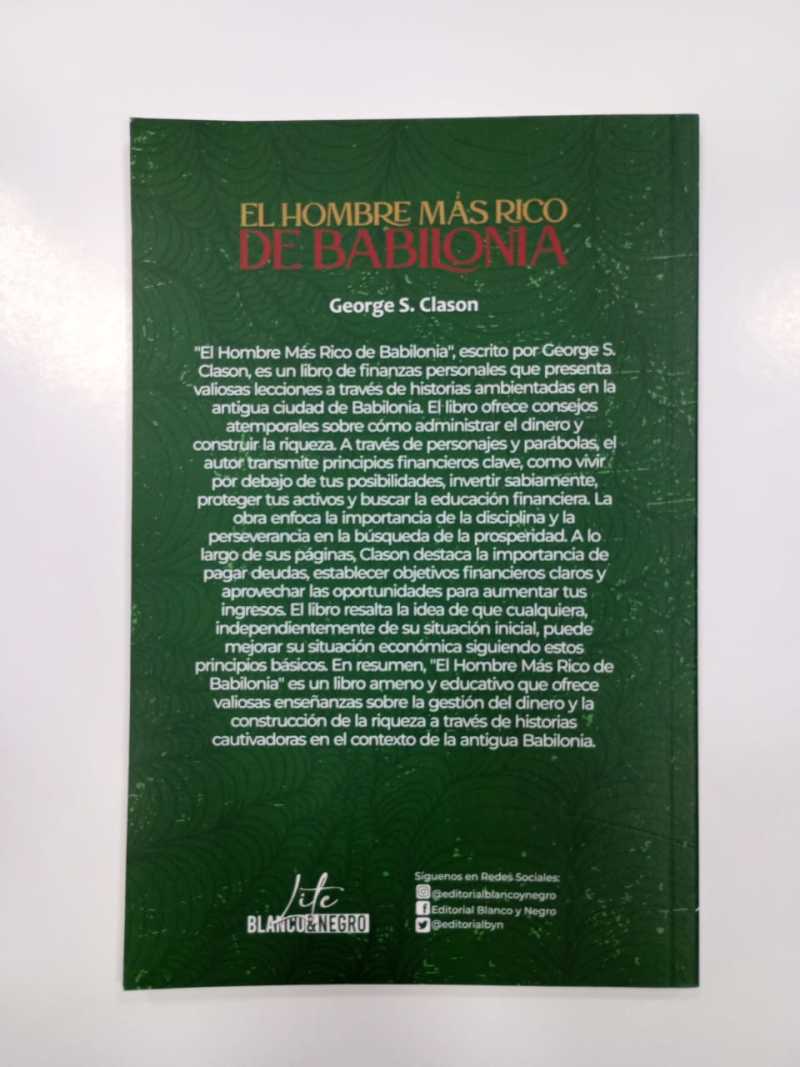 EL HOMBRE MÁS RICO
DE BABILONIA
George S. Clason
"El Hombre Más Rico de Babilonia", escrito por George S.
Clason, es un libro de finanzas personales que presenta
valiosas lecciones a través de historias ambientadas en la
antigua ciudad de Babilonia. El libro ofrece consejos
atemporales sobre cómo administrar el dinero y
construir la riqueza. A través de personajes y parábolas, el
autor transmite principios financieros clave, como vivir
por debajo de tus posibilidades, invertir sabiamente,
proteger tus activos y buscar la educación financiera. La
obra enfoca la importancia de la disciplina y la
perseverancia en la búsqueda de la prosperidad. A lo
largo de sus páginas, Clason destaca la importancia de
pagar deudas, establecer objetivos financieros claros y
aprovechar las oportunidades para aumentar tus
ingresos. El libro resalta la idea de que cualquiera,
independientemente de su situación inicial, puede
mejorar su situación económica siguiendo estos
principios básicos. En resumen, "El Hombre Más Rico de
Babilonia" es un libro ameno y educativo que ofrece
valiosas enseñanzas sobre la gestión del dinero y la
construcción de la riqueza a través de historias
cautivadoras en el contexto de la antigua Babilonia.
Lite
BLANCO&NEGRO
Síguenos en Redes Sociales:
@editorialblancoynegro
Editorial Blanco y Negro
@editorialbyn